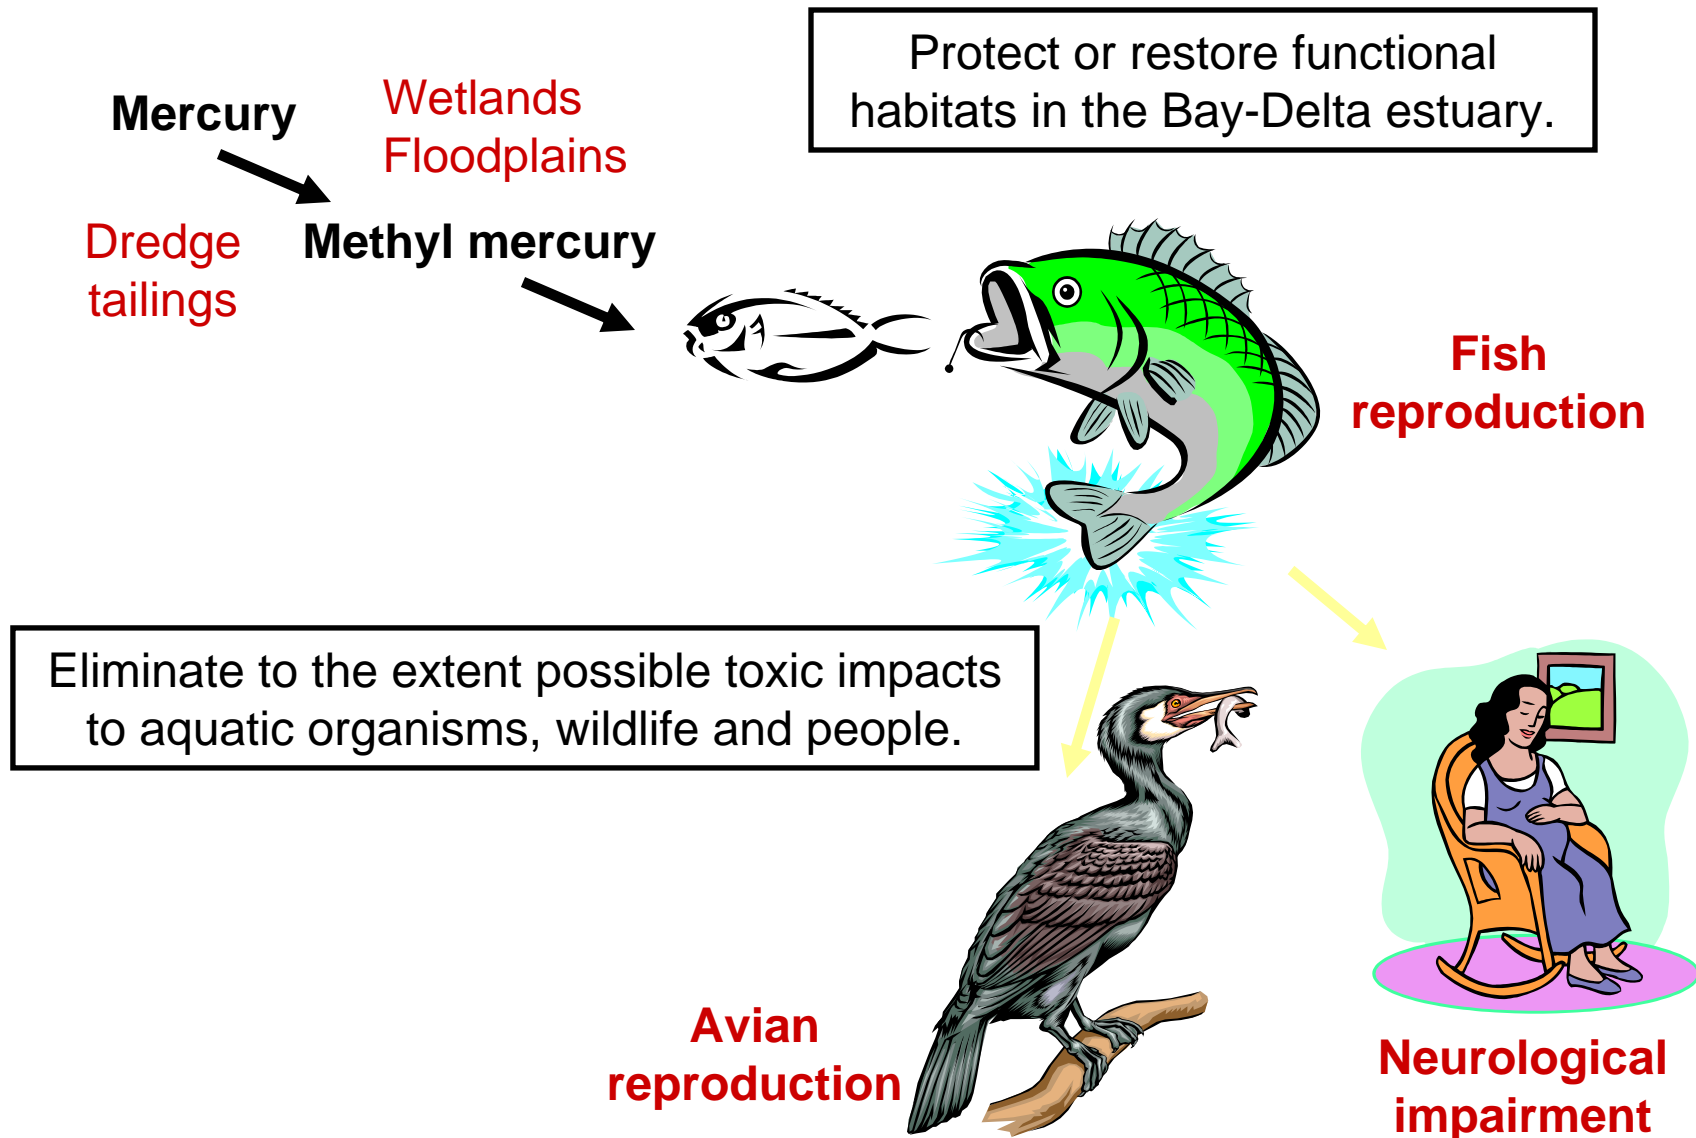 Protect or restore functional
habitats in the Bay-Delta estuary.
Mercury
Wetlands
Floodplains
Dredge
tailings
Methyl mercury
Fish
reproduction
Eliminate to the extent possible toxic impacts
to aquatic organisms, wildlife and people.
Avian
reproduction
Neurological
impairment